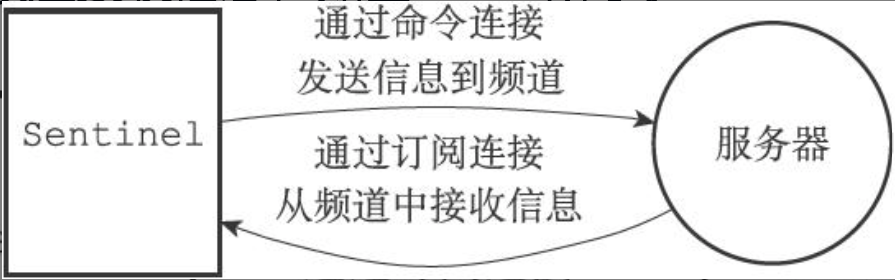 通过命令连接
发送信息到频道
Sentinel
服务器
通过订阅连接
从频道中接收信息